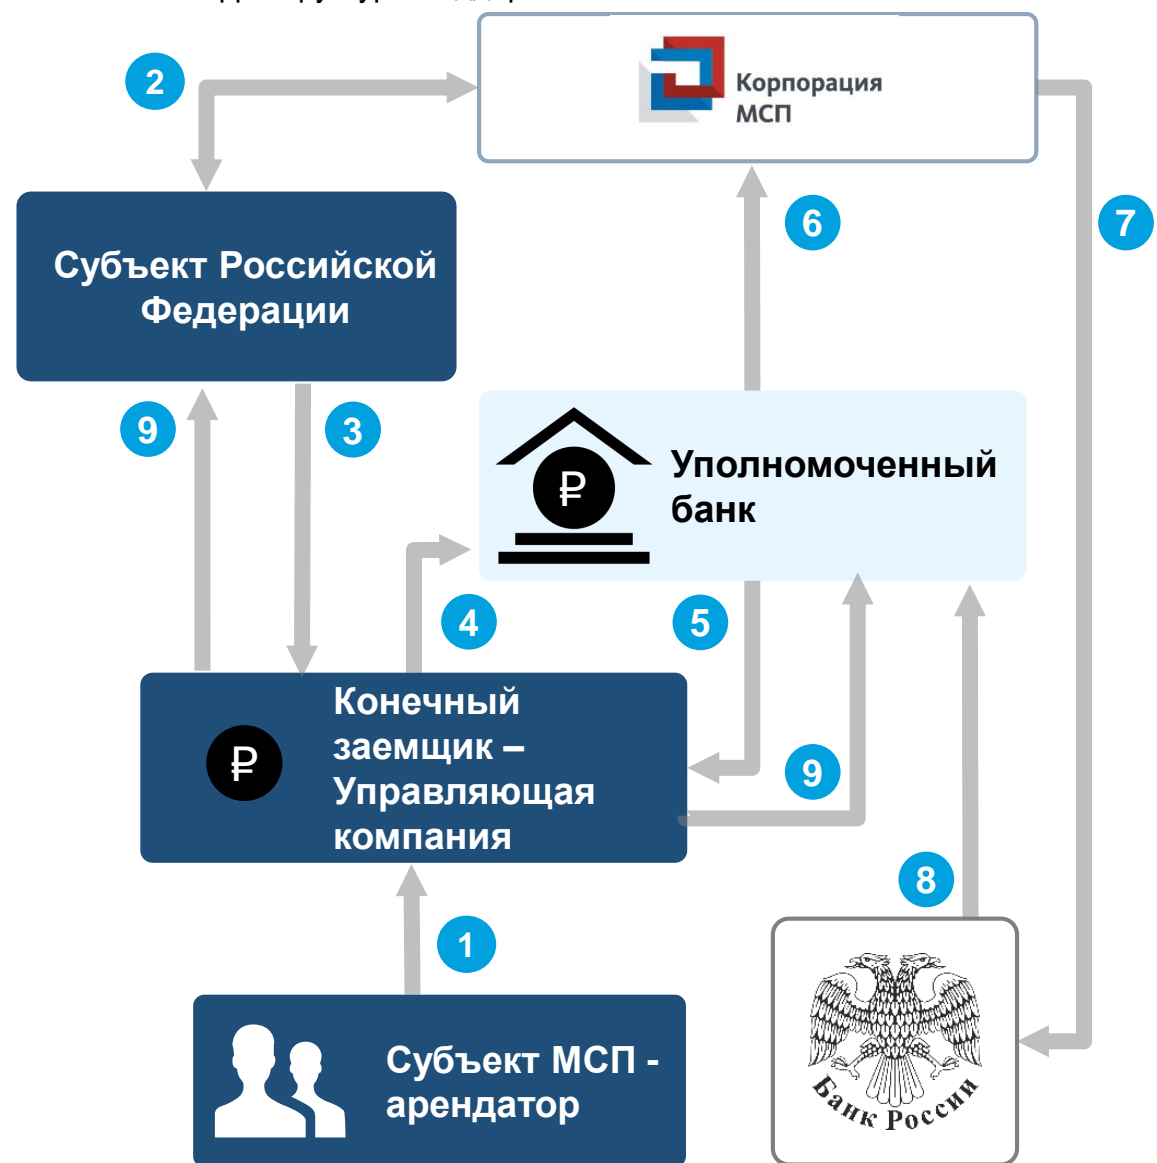 2
Корпорация
МСП
6
7
Субъект Российской
Федерации
9
3
₽
Уполномоченный
банк
4
5
₽
Конечный
заемщик –
Управляющая
компания
9
8
1
Субъект МСП -
арендатор
Банк России